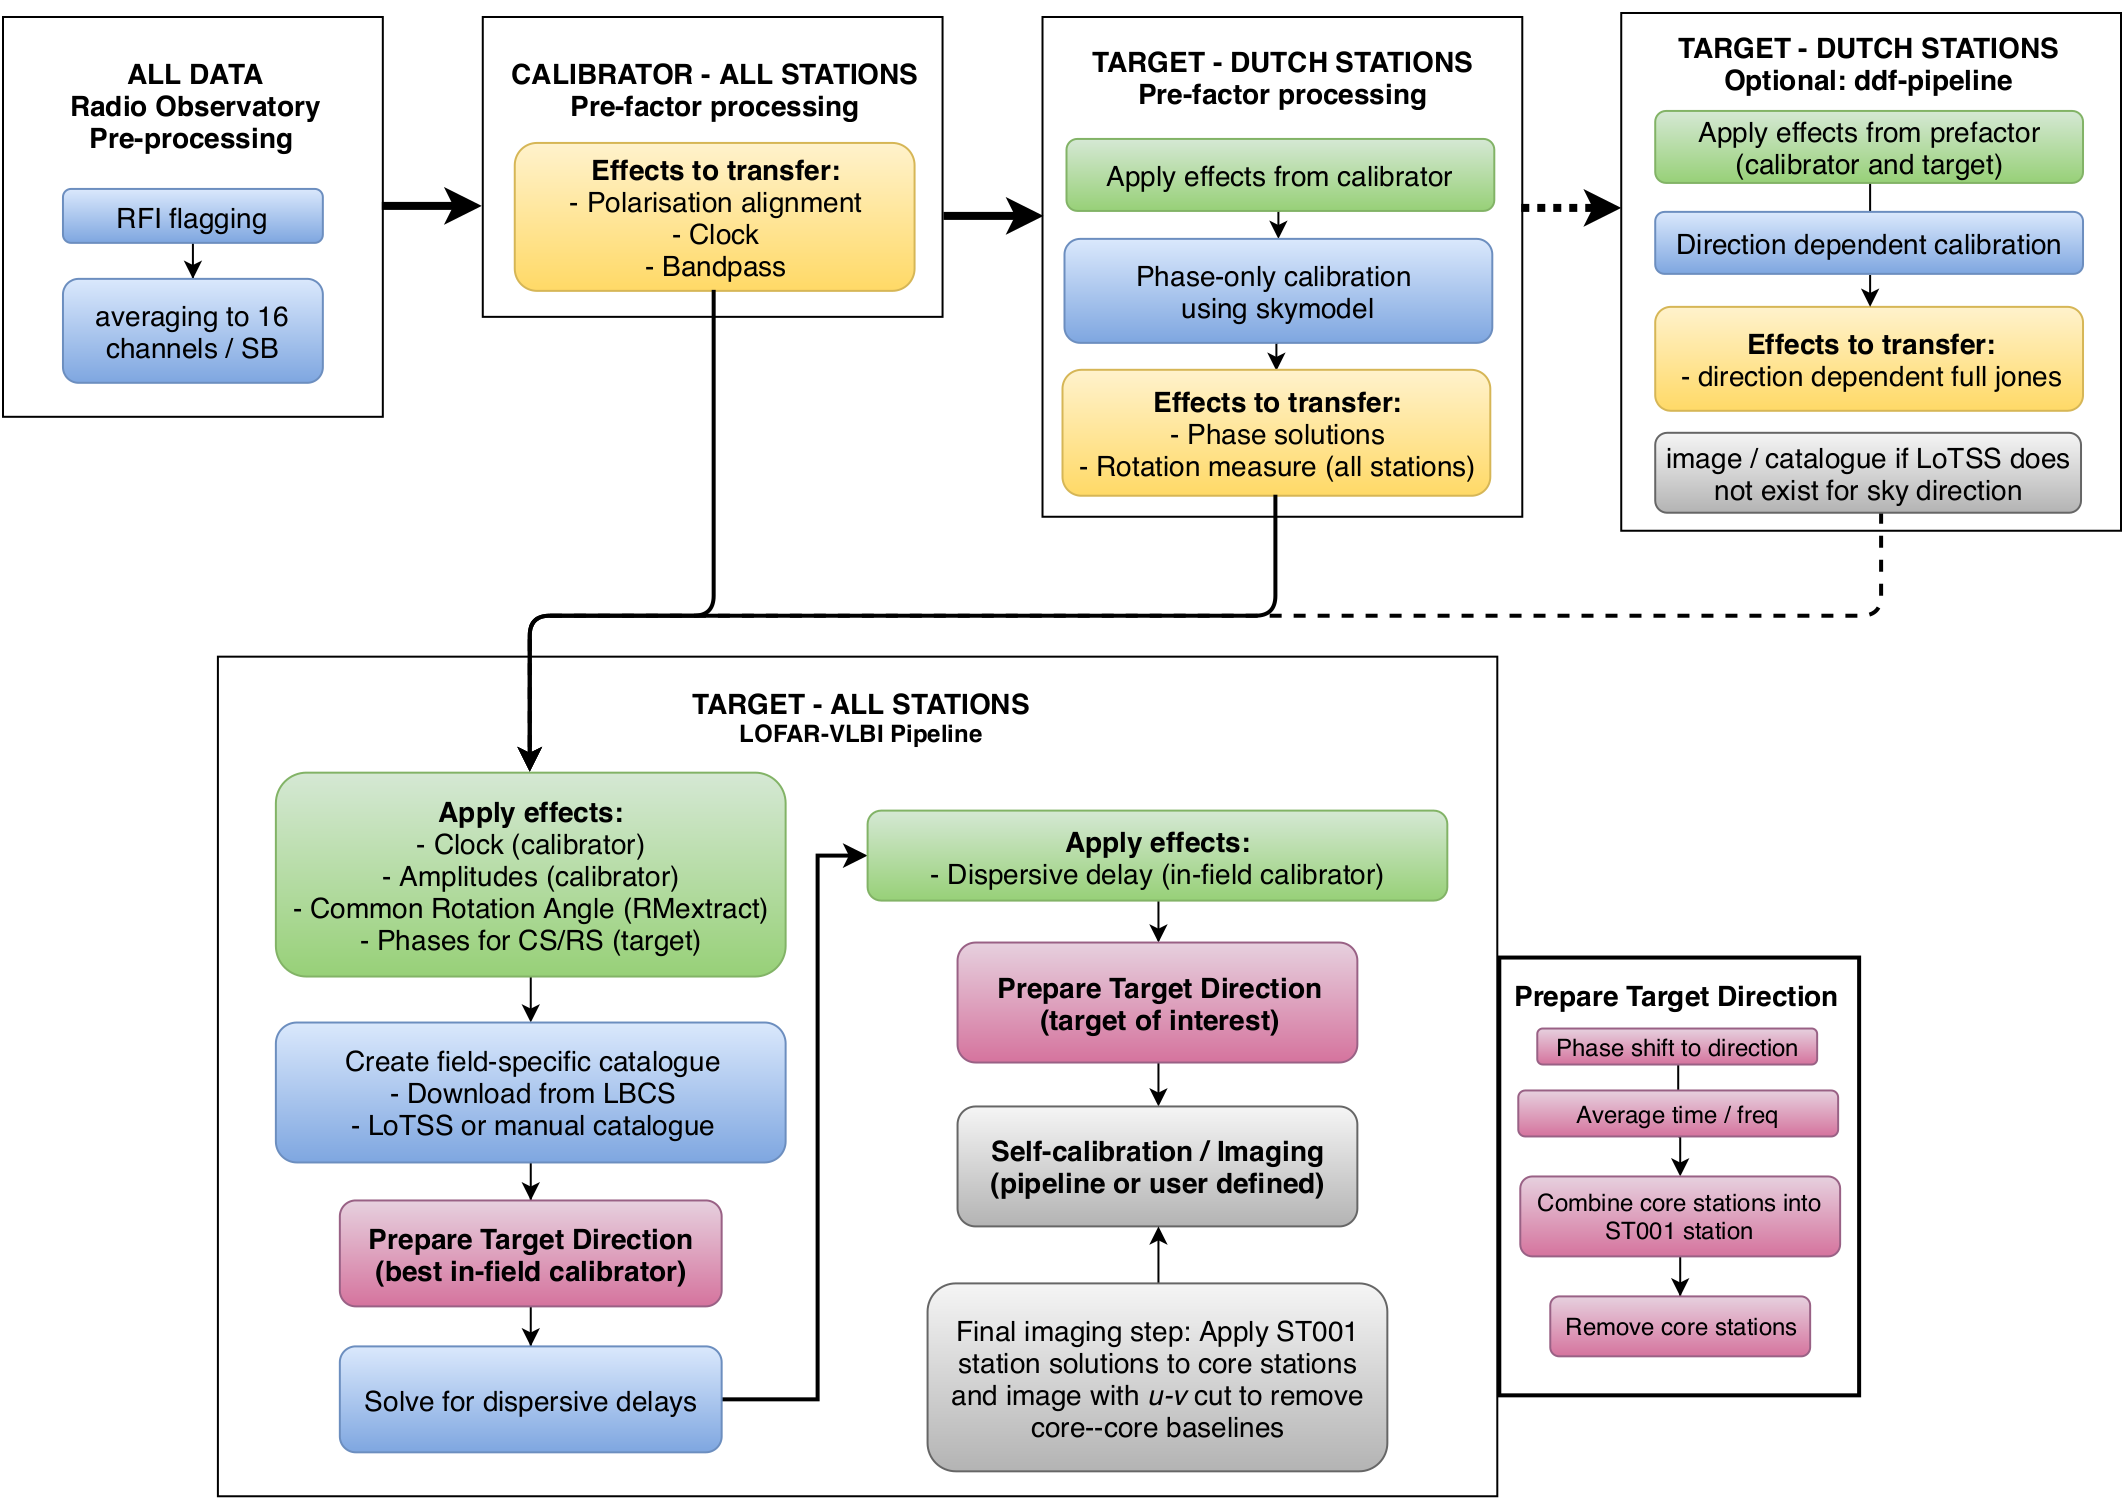 ALL DATA
Radio Observatory
Pre-processing
RFI flagging
averaging to 16
channels / SB
CALIBRATOR - ALL STATIONS
Pre-factor processing
Effects to transfer:
- Polarisation alignment
- Clock
- Bandpass
TARGET - DUTCH STATIONS
Pre-factor processing
Apply effects from calibrator
Phase-only calibration
using skymodel
Effects to transfer:
- Phase solutions
- Rotation measure (all stations)
TARGET - DUTCH STATIONS
Optional: ddf-pipeline
Apply effects from prefactor
(calibrator and target)
Direction dependent calibration
Effects to transfer:
- direction dependent full jones
image / catalogue if LoTSS does
not exist for sky direction
TARGET - ALL STATIONS
LOFAR-VLBI Pipeline
Apply effects:
- Clock (calibrator)
- Amplitudes (calibrator)
- Common Rotation Angle (RMextract)
- Phases for CS/RS (target)
Create field-specific catalogue
- Download from LBCS
- LoTSS or manual catalogue
Prepare Target Direction
(best in-field calibrator)
Solve for dispersive delays
Apply effects:
- Dispersive delay (in-field calibrator)
Prepare Target Direction
(target of interest)
Self-calibration / Imaging
(pipeline or user defined)
Final imaging step: Apply ST001
station solutions to core stations
and image with u-v cut to remove
core--core baselines
Prepare Target Direction
Phase shift to direction
Average time / freq
Combine core stations into
ST001 station
Remove core stations